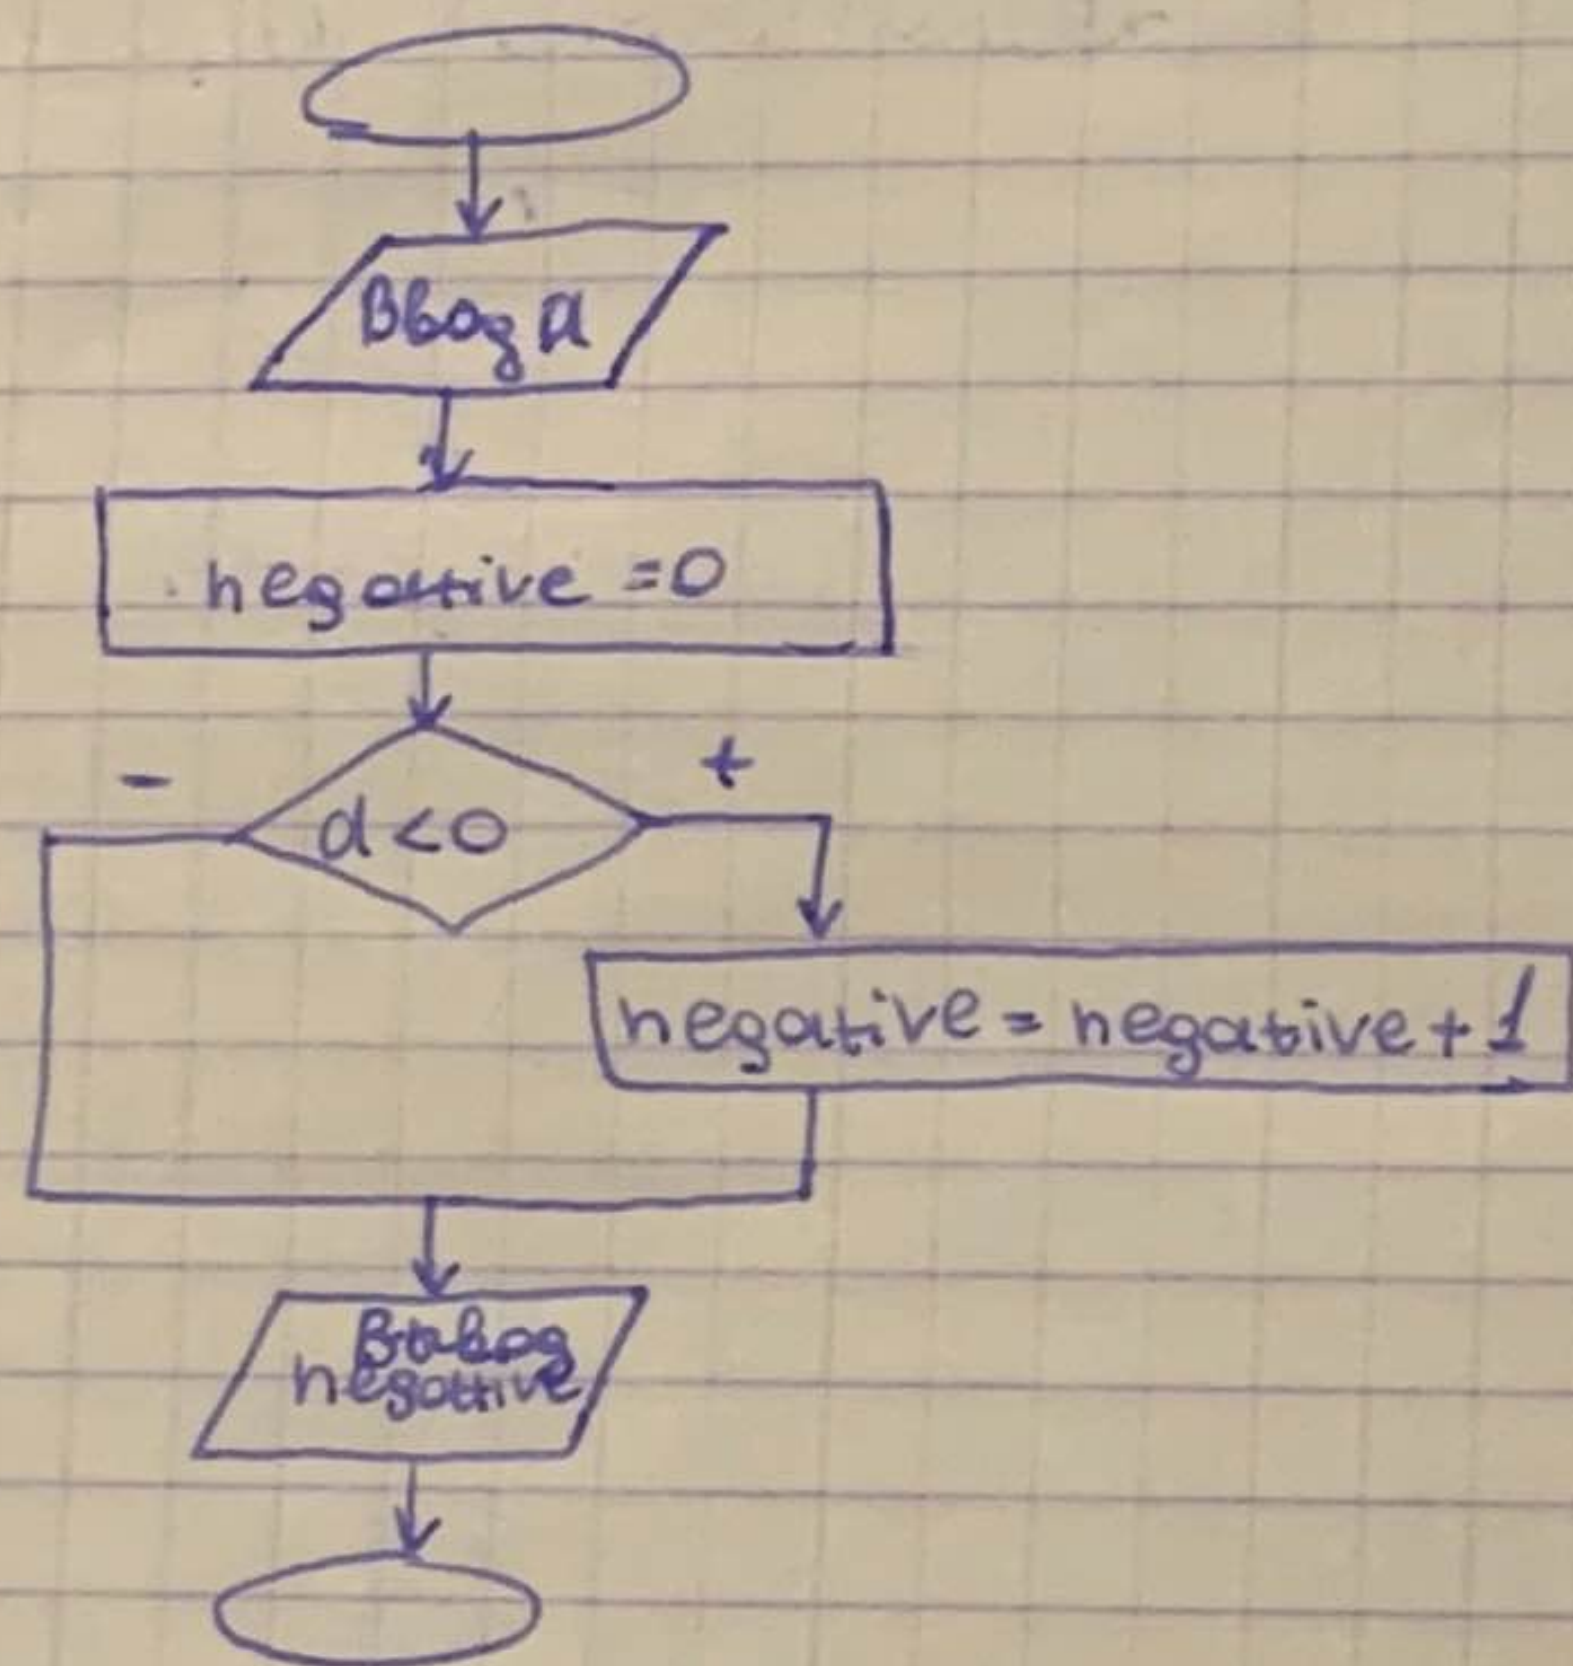 Ввод a
negative = 0
a < 0
-
+
negative = negative + 1
Вывод
negative